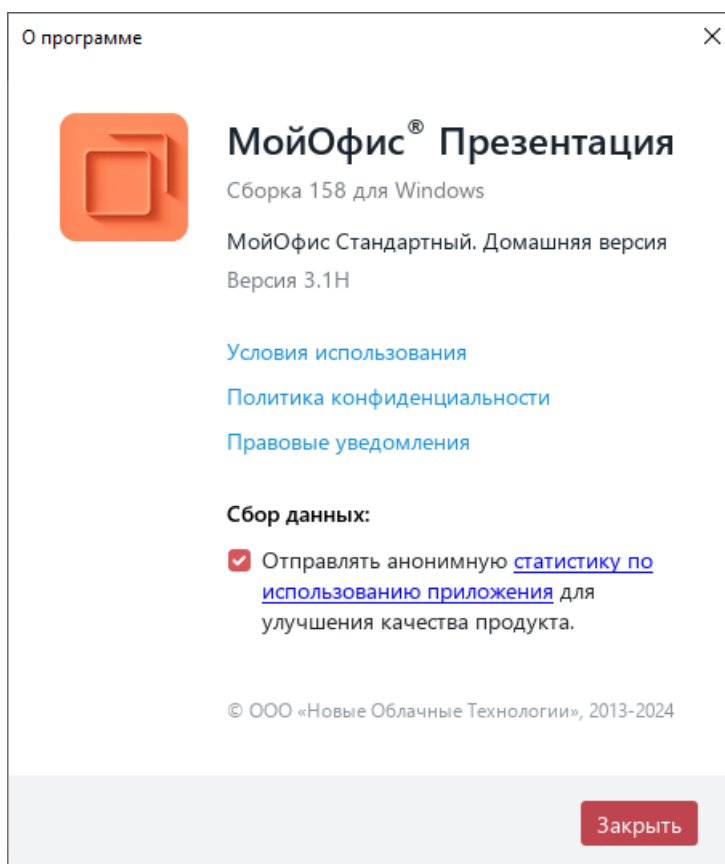 О программе
МойОфис® Презентация
Сборка 158 для Windows
МойОфис Стандартный. Домашняя версия
Версия 3.1H
Условия использования
Политика конфиденциальности
Правовые уведомления
Сбор данных:
Отправлять анонимную статистику по
использованию приложения для
улучшения качества продукта.
© ООО «Новые Облачные Технологии», 2013-2024
Закрыть